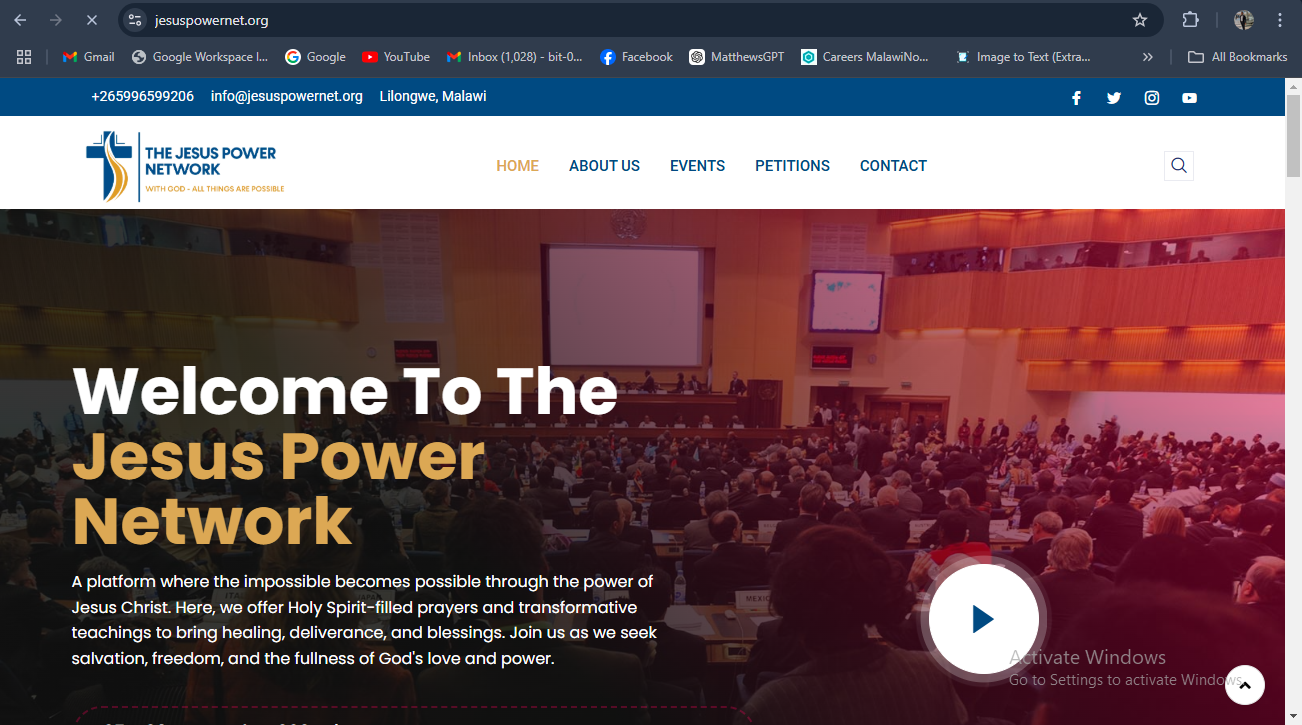 jesuspowernet.org
Gmail
Google Workspace I...
Google
YouTube
Inbox (1,028) - bit-0...
Facebook
MatthewsGPT
Careers MalawiNo...
Image to Text (Extra...
All Bookmarks
+265996599206 info@jesuspowernet.org Lilongwe, Malawi
THE JESUS POWER
NETWORK
WITH GOD - ALL THINGS ARE POSSIBLE
HOME
ABOUT US
EVENTS
PETITIONS
CONTACT
Welcome To The
Jesus Power
Network
A platform where the impossible becomes possible through the power of
Jesus Christ. Here, we offer Holy Spirit-filled prayers and transformative
teachings to bring healing, deliverance, and blessings. Join us as we seek
salvation, freedom, and the fullness of God's love and power.
Activate Windows
Go to Settings to activate Windows.